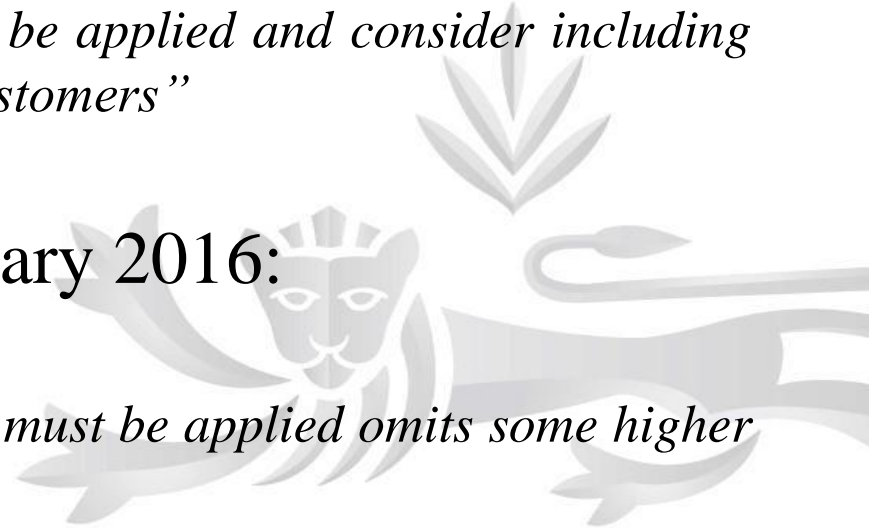 be applied and consider including
stomers”
ary 2016:
must be applied omits some higher